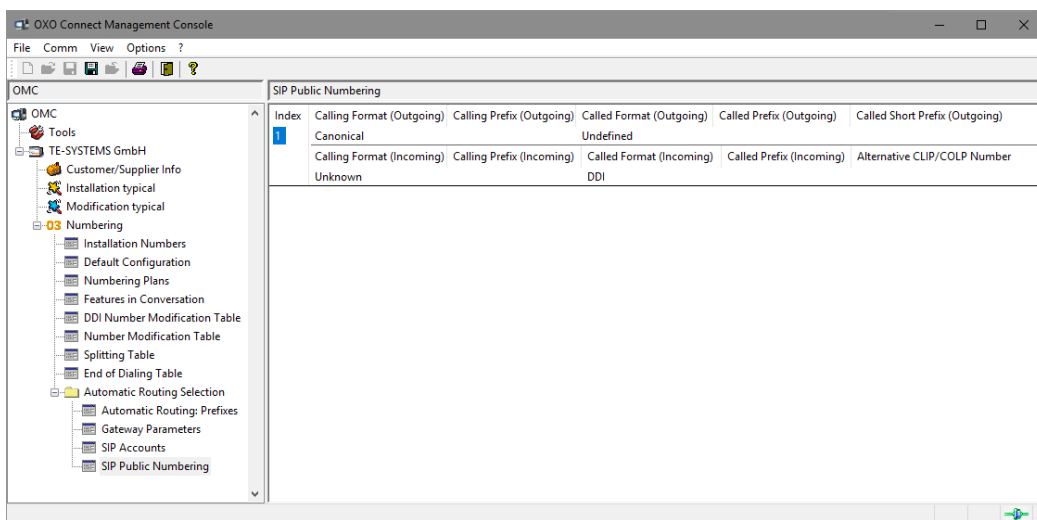 OXO Connect Management Console
File Comm View Options ?
OMC
SIP Public Numbering
OMC
Tools
TE-SYSTEMS GmbH
Customer/Supplier Info
Installation typical
Modification typical
03 Numbering
Installation Numbers
Default Configuration
Numbering Plans
Features in Conversation
DDI Number Modification Table
Number Modification Table
Splitting Table
End of Dialing Table
Automatic Routing Selection
Automatic Routing: Prefixes
Gateway Parameters
SIP Accounts
SIP Public Numbering
Index Calling Format (Outgoing) Calling Prefix (Outgoing) Called Format (Outgoing) Called Prefix (Outgoing) Called Short Prefix (Outgoing)
1 Canonical Undefined
Calling Format (Incoming) Calling Prefix (Incoming) Called Format (Incoming) Called Prefix (Incoming) Alternative CLIP/COLP Number
Unknown DDI